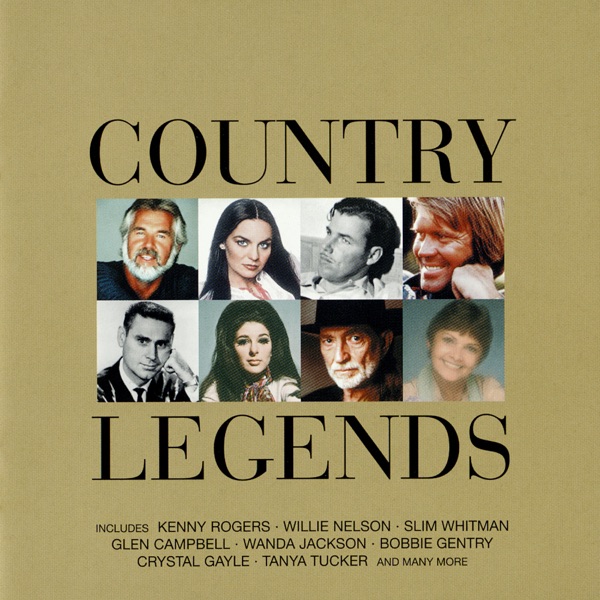 COUNTRY
LEGENDS
INCLUDES KENNY ROGERS · WILLIE NELSON · SLIM WHITMAN
GLEN CAMPBELL · WANDA JACKSON · BOBBIE GENTRY
CRYSTAL GAYLE · TANYA TUCKER AND MANY MORE